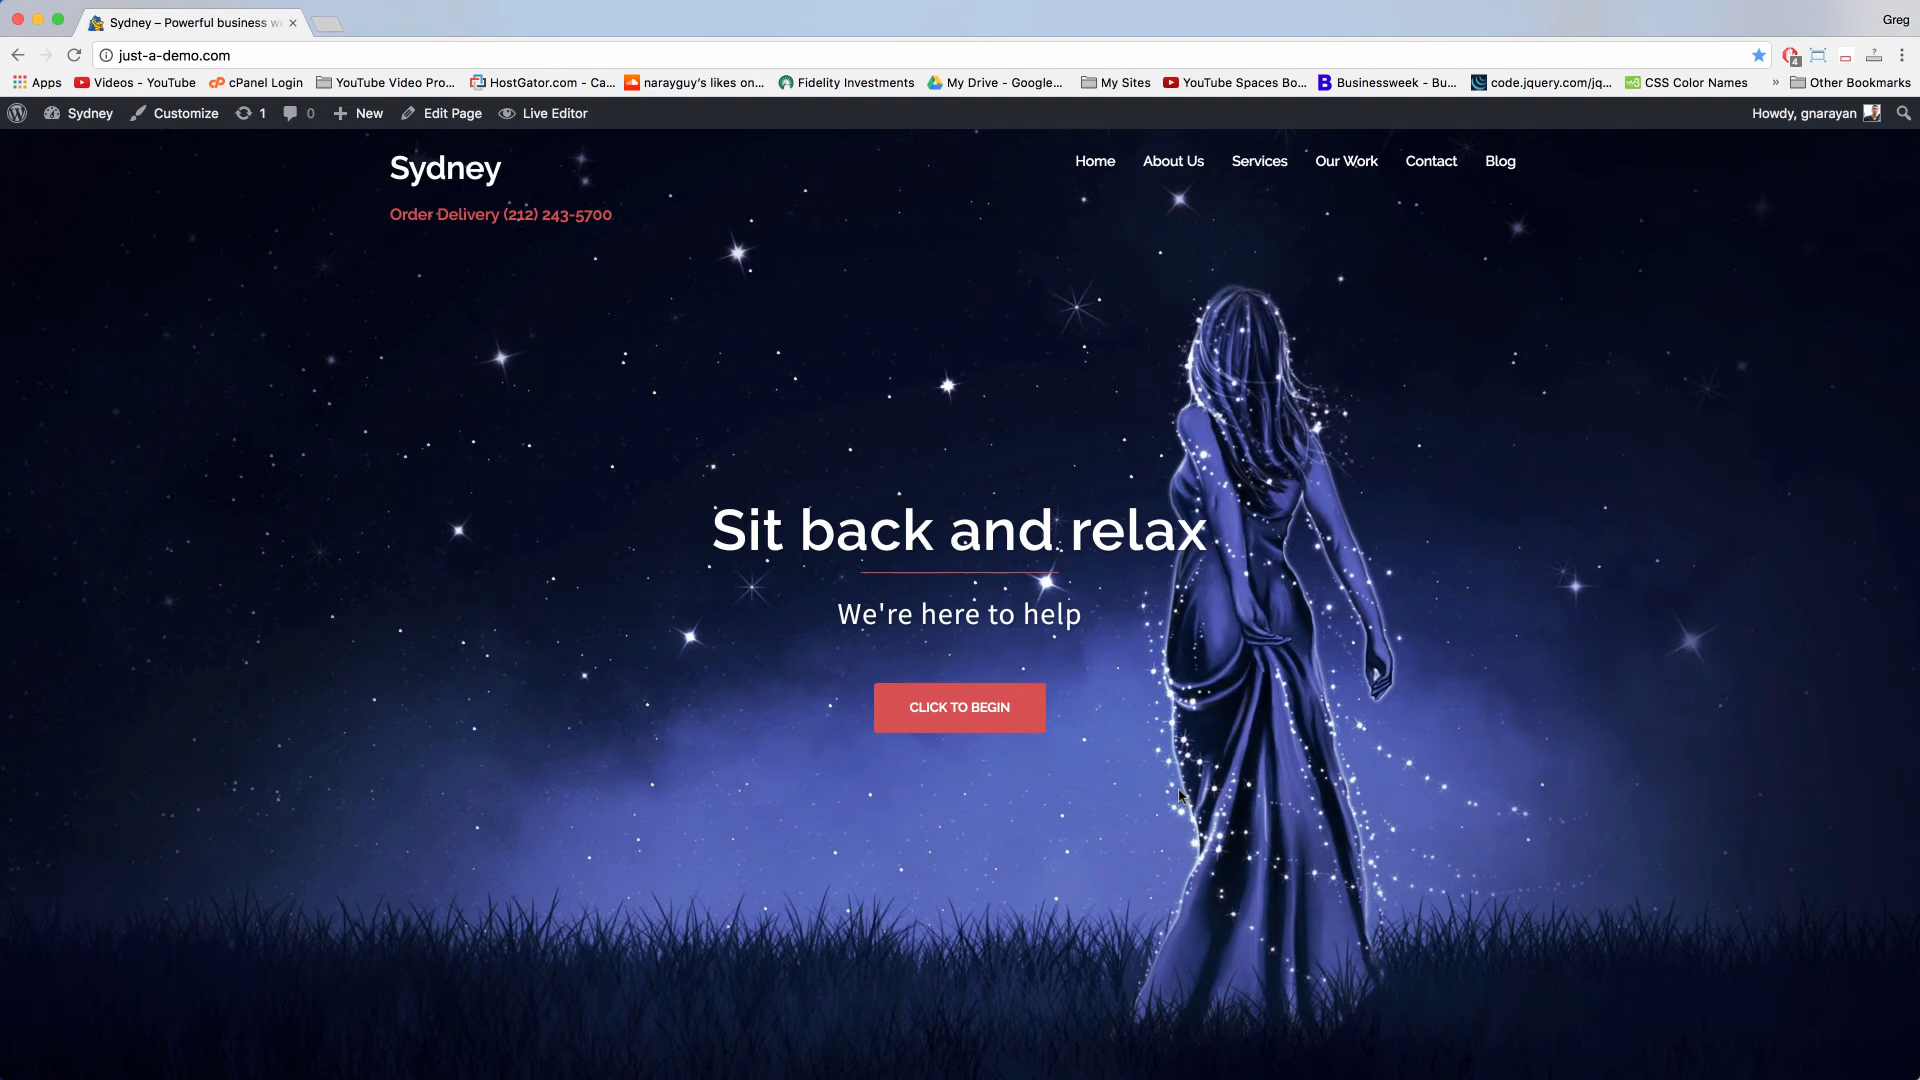 Sydney – Powerful business w
Greg
just-a-demo.com
4
Apps
Videos - YouTube
cPanel Login
YouTube Video Pro...
HostGator.com - Ca...
narayguy's likes on...
Fidelity Investments
My Drive - Google...
My Sites
YouTube Spaces Bo...
Businessweek - Bu...
code.jquery.com/jq...
CSS Color Names
»
Other Bookmarks
Sydney
Customize
1
0
New
Edit Page
Live Editor
Howdy, gnarayan
Sydney
Home
About Us
Services
Our Work
Contact
Blog
Order Delivery (212) 243-5700
Sit back and relax
We're here to help
CLICK TO BEGIN